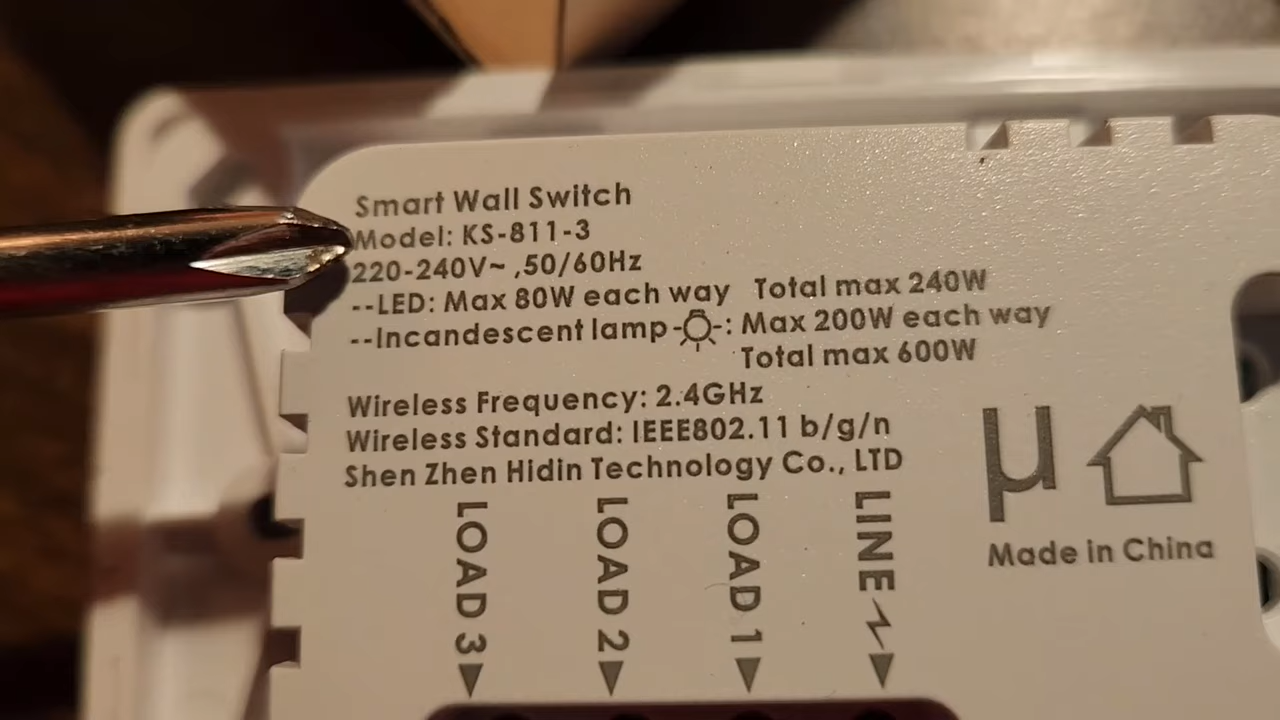 Smart Wall Switch
Model: KS-811-3
220-240V~ ,50/60Hz
--LED: Max 80W each way Total max 240W
--Incandescent lamp : Max 200W each way
Total max 600W
Wireless Frequency: 2.4GHz
Wireless Standard: IEEE802.11 b/g/n
Shen Zhen Hidin Technology Co., LTD
µ
Made in China
LOAD 3
LOAD 2
LOAD 1
LINE